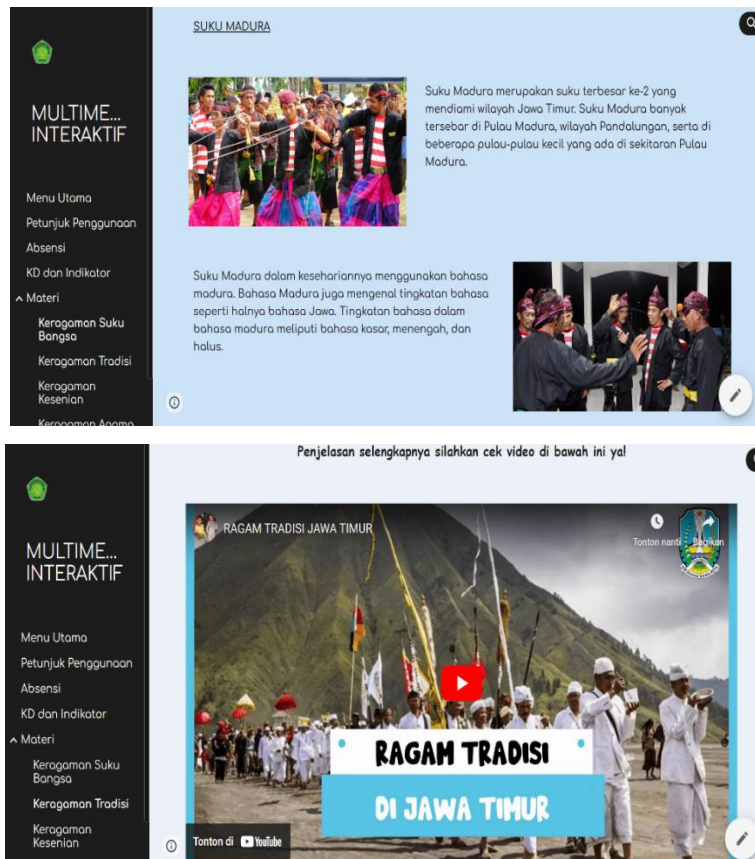 SUKU MADURA
MULTIME...
INTERAKTIF
Menu Utama
Petunjuk Penggunaan
Absensi
KD dan Indikator
Materi
Keragaman Suku
Bangsa
Keragaman Tradisi
Keragaman
Kesenian
Keragaman Agama
Suku Madura merupakan suku terbesar ke-2 yang
mendiami wilayah Jawa Timur. Suku Madura banyak
tersebar di Pulau Madura, wilayah Pandalungan, serta di
beberapa pulau-pulau kecil yang ada di sekitaran Pulau
Madura.
Suku Madura dalam kesehariannya menggunakan bahasa
madura. Bahasa Madura juga mengenal tingkatan bahasa
seperti halnya bahasa Jawa. Tingkatan bahasa dalam
bahasa madura meliputi bahasa kasar, menengah, dan
halus.
Penjelasan selengkapnya silahkan cek video di bawah ini ya!
MULTIME...
INTERAKTIF
Menu Utama
Petunjuk Penggunaan
Absensi
KD dan Indikator
Materi
Keragaman Suku
Bangsa
Keragaman Tradisi
Keragaman
Kesenian
RAGAM TRADISI JAWA TIMUR
Tonton nanti
Bagikan
RAGAM TRADISI
DI JAWA TIMUR
Tonton di YouTube